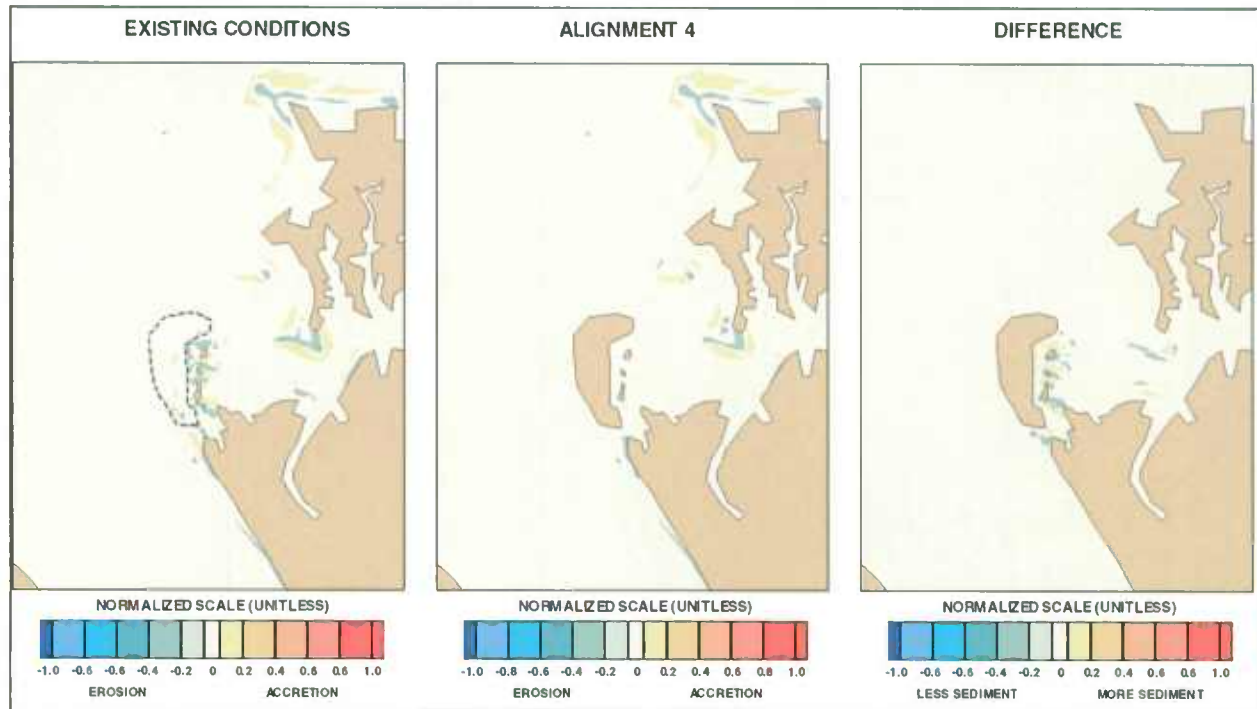 EXISTING CONDITIONS
NORMALIZED SCALE (UNITLESS)
-1.0 -0.8 -0.6 -0.4 -0.2 0 0.2 0.4 0.6 0.8 1.0
EROSION ACCRETION
ALIGNMENT 4
NORMALIZED SCALE (UNITLESS)
-1.0 -0.8 -0.6 -0.4 -0.2 0 0.2 0.4 0.6 0.8 1.0
EROSION ACCRETION
DIFFERENCE
NORMALIZED SCALE (UNITLESS)
-1.0 -0.8 -0.6 -0.4 -0.2 0 0.2 0.4 0.6 0.8 1.0
LESS SEDIMENT MORE SEDIMENT